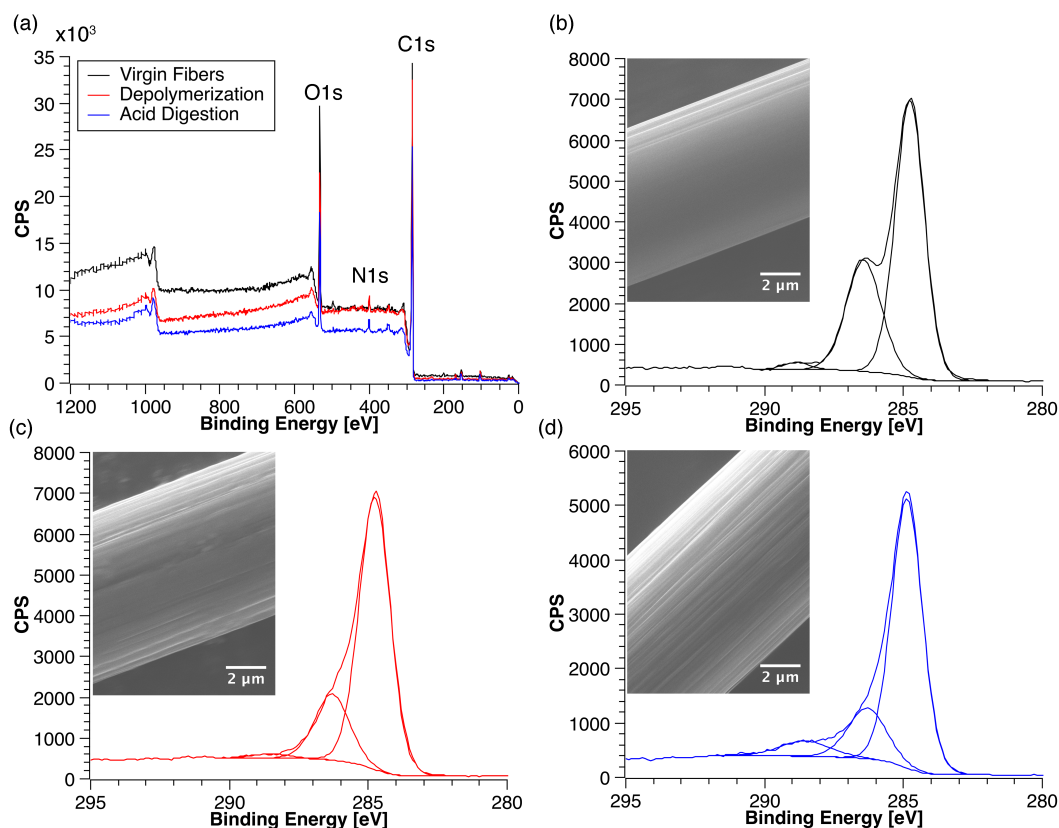 (a)
x10³
C1s
35
Virgin Fibers
Depolymerization
Acid Digestion
O1s
30
25
20
CPS
15
N1s
10
5
0
1200 1000 800 600 400 200 0
Binding Energy [eV]
(b)
8000
7000
6000
5000
CPS
4000
2 µm
3000
2000
1000
0
295 290 285 280
Binding Energy [eV]
(c)
8000
7000
6000
5000
CPS
4000
3000
2 µm
2000
1000
0
295 290 285 280
Binding Energy [eV]
(d)
6000
5000
4000
CPS
3000
2 µm
2000
1000
0
295 290 285 280
Binding Energy [eV]